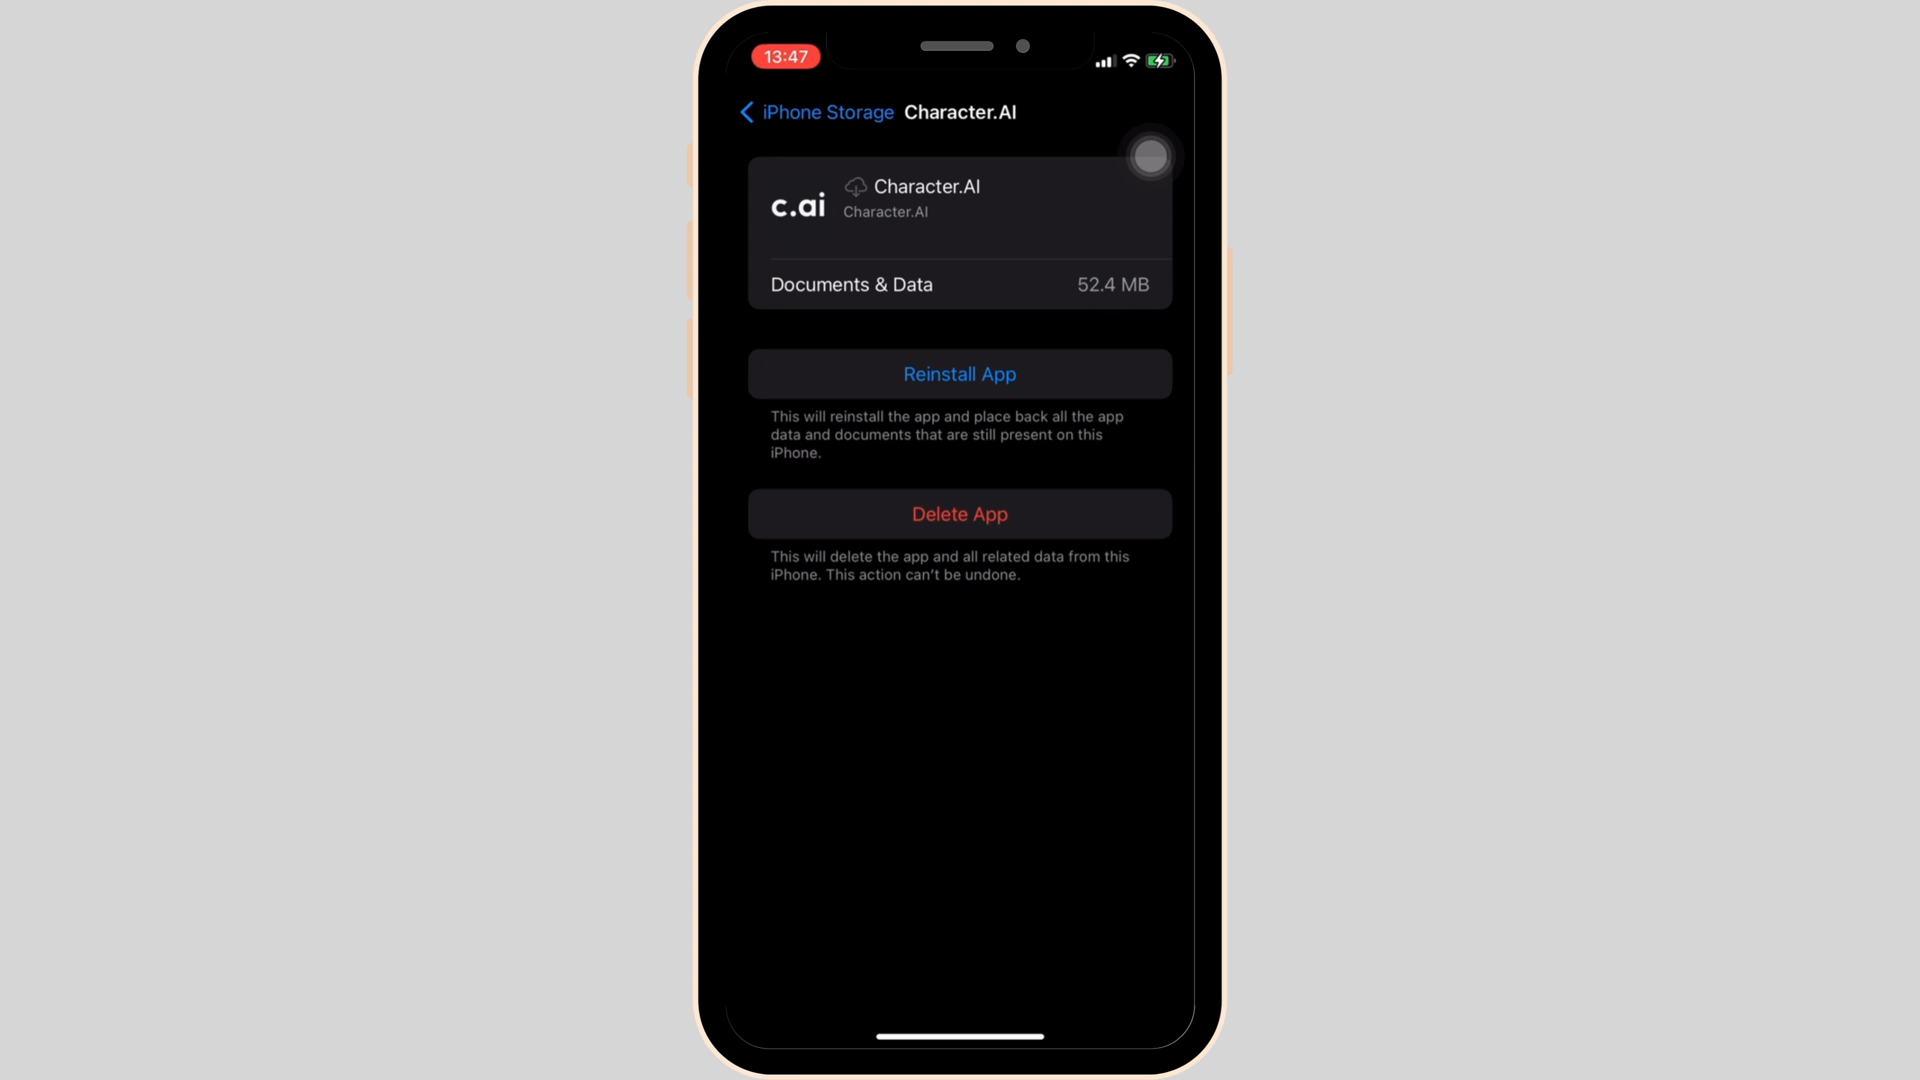 13:47
iPhone Storage Character.AI
c.ai
Character.AI
Character.AI
Documents & Data 52.4 MB
Reinstall App
This will reinstall the app and place back all the app
data and documents that are still present on this
iPhone.
Delete App
This will delete the app and all related data from this
iPhone. This action can't be undone.